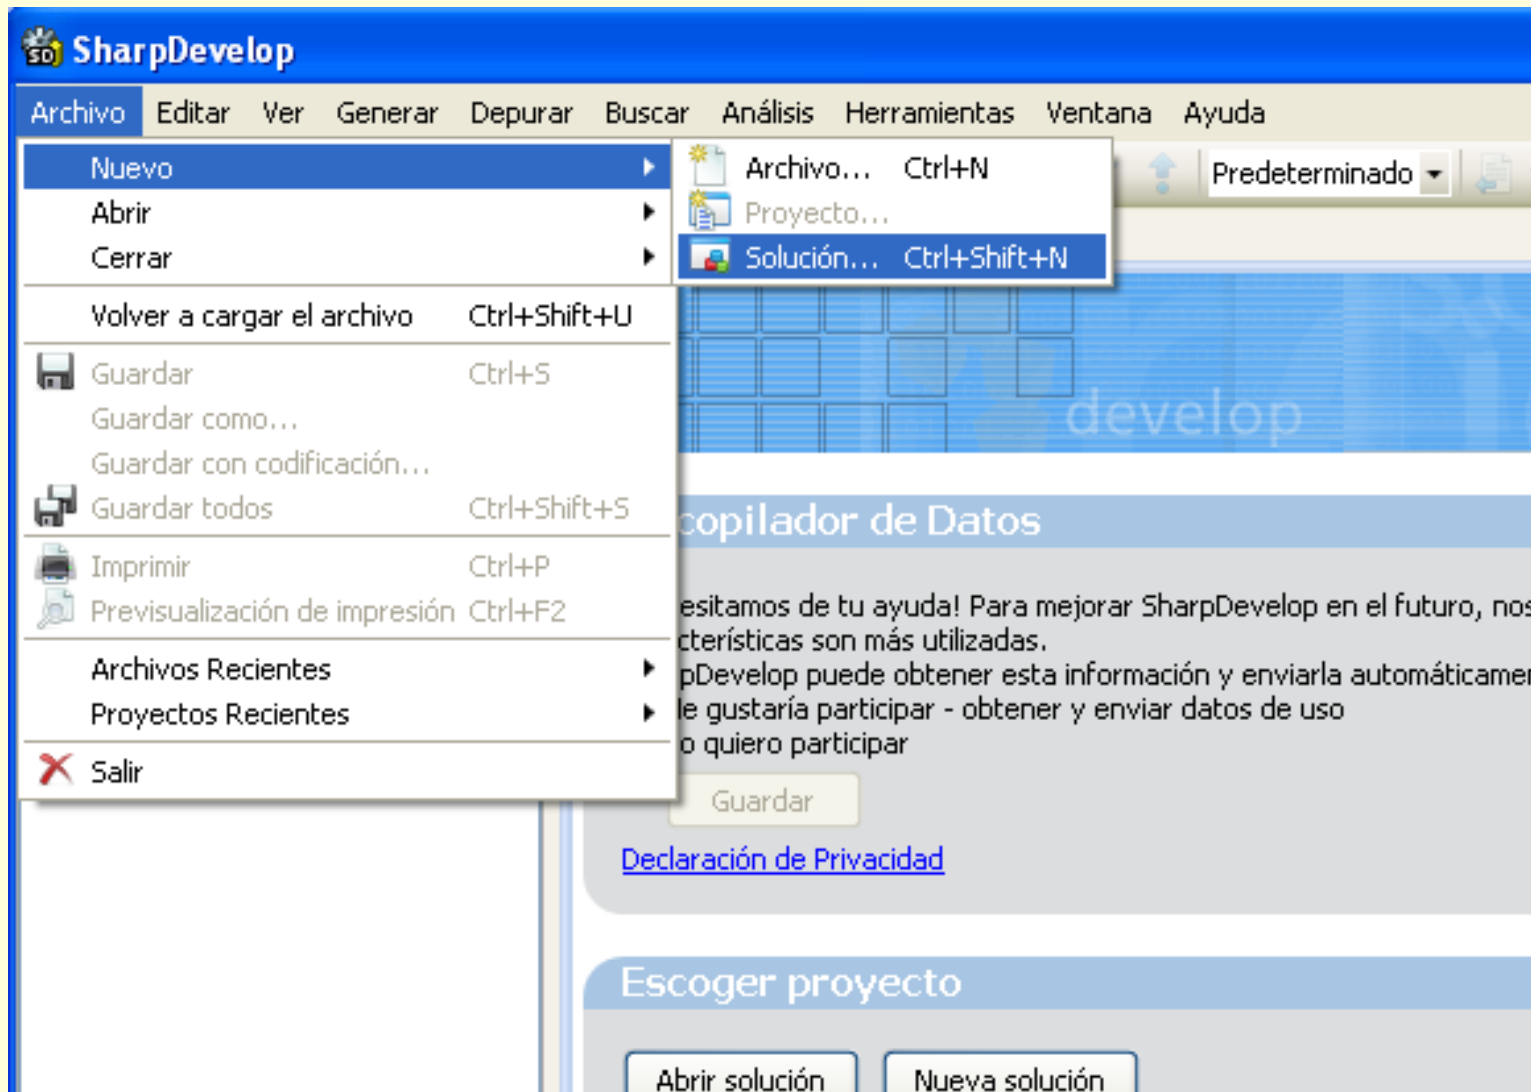 SharpDevelop
Archivo Editar Ver Generar Depurar Buscar Análisis Herramientas Ventana Ayuda
Nuevo
Archivo... Ctrl+N
Predeterminado
Abrir
Proyecto...
Cerrar
Solución... Ctrl+Shift+N
Volver a cargar el archivo Ctrl+Shift+U
Guardar Ctrl+S
Guardar como...
Guardar con codificación...
Guardar todos Ctrl+Shift+S
Imprimir Ctrl+P
Previsualización de impresión Ctrl+F2
Archivos Recientes
Proyectos Recientes
Salir
develop
copilador de Datos
esitamos de tu ayuda! Para mejorar SharpDevelop en el futuro, nos
cterísticas son más utilizadas.
pDevelop puede obtener esta información y enviarla automáticamen
le gustaría participar - obtener y enviar datos de uso
o quiero participar
Guardar
Declaración de Privacidad
Escoger proyecto
Abrir solución Nueva solución